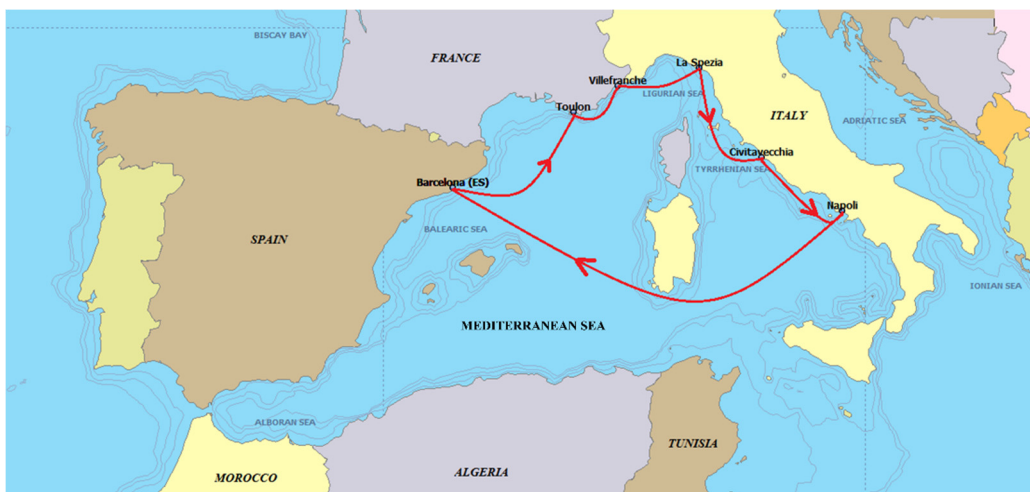 BISCAY BAY
FRANCE
La Spezia
Villefranche
LIGURIAN SEA
Toulon
ITALY
ADRIATIC SEA
Civitavecchia
TYRRHENIAN SEA
Barcelona (ES)
Napoli
BALEARIC SEA
SPAIN
IONIAN SEA
MEDITERRANEAN SEA
ALBORAN SEA
TUNISIA
ALGERIA
MOROCCO